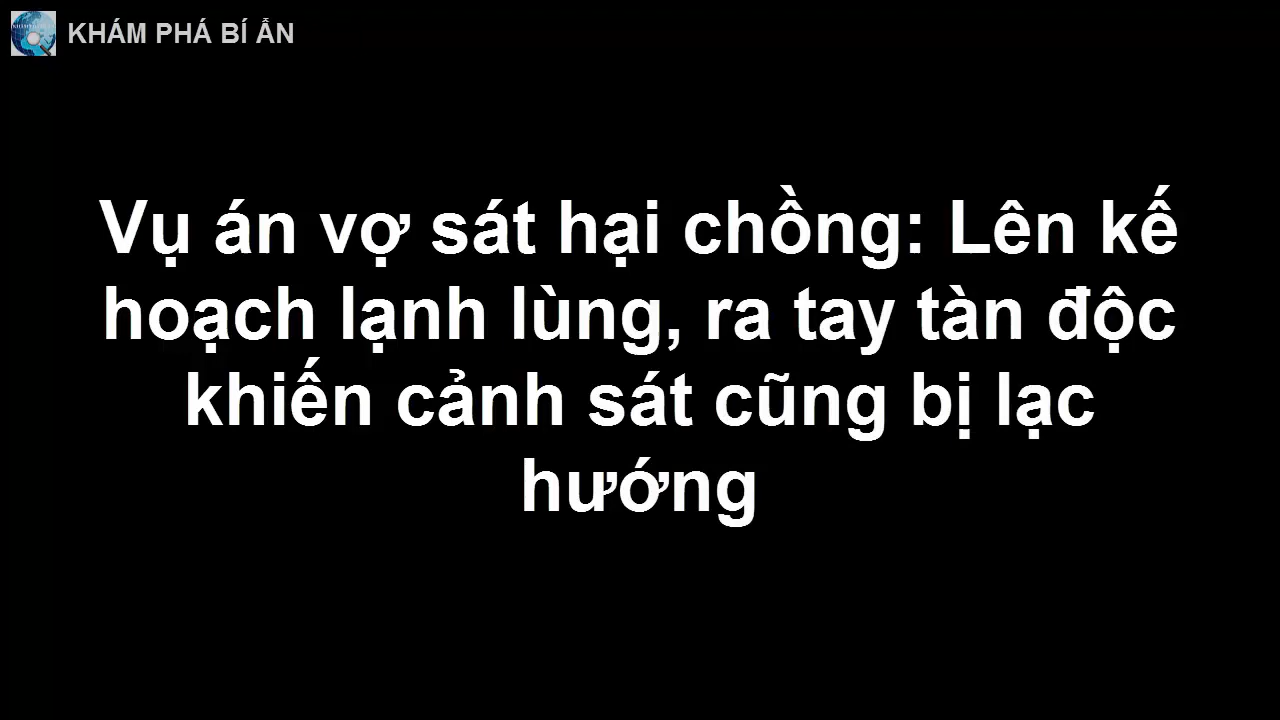 KHÁM PHÁ BÍ ẨN
Vụ án vợ sát hại chồng: Lên kế
hoạch lạnh lùng, ra tay tàn độc
khiến cảnh sát cũng bị lạc
hướng